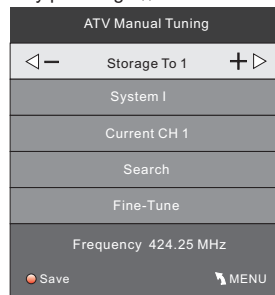 ATV Manual Tuning
Storage To 1
System I
Current CH 1
Search
Fine-Tune
Frequency 424.25 MHz
Save MENU